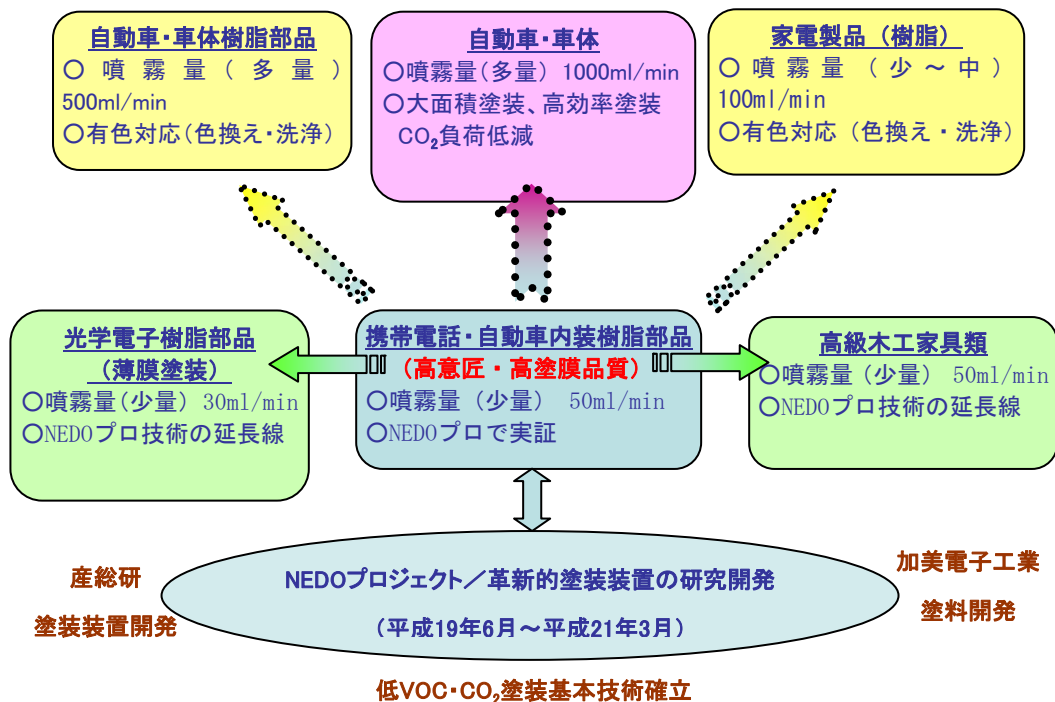 自動車・車体樹脂部品
○噴霧量(多量)
500ml/min
○有色対応(色換え・洗浄)
自動車・車体
○噴霧量(多量) 1000ml/min
○大面積塗装、高効率塗装
CO₂負荷低減
家電製品(樹脂)
○噴霧量(少～中)
100ml/min
○有色対応(色換え・洗浄)
光学電子樹脂部品
(薄膜塗装)
○噴霧量(少量) 30ml/min
○NEDOプロ技術の延長線
携帯電話・自動車内装樹脂部品
(高意匠・高塗膜品質)
○噴霧量(少量) 50ml/min
○NEDOプロで実証
高級木工家具類
○噴霧量(少量) 50ml/min
○NEDOプロ技術の延長線
産総研
塗装装置開発
NEDOプロジェクト／革新的塗装装置の研究開発
(平成19年6月～平成21年3月)
加美電子工業
塗料開発
低VOC・CO₂塗装基本技術確立